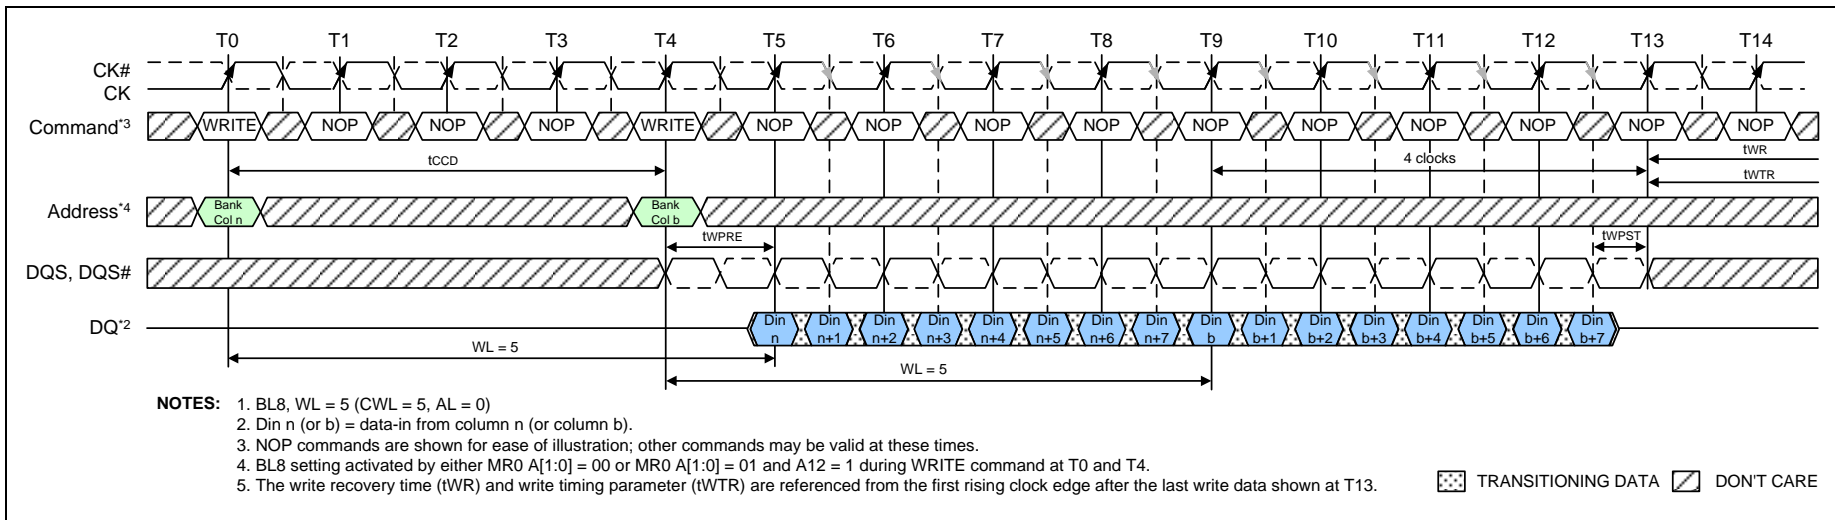 T0 T1 T2 T3 T4 T5 T6 T7 T8 T9 T10 T11 T12 T13 T14
CK#
CK
Command*3 WRITE NOP NOP NOP WRITE NOP NOP NOP NOP NOP NOP NOP NOP NOP NOP
tCCD 4 clocks tWR
tWTR
Address*4 Bank Col n Bank Col b
tWPRE tWPST
DQS, DQS#
DQ*2 Din n Din n+1 Din n+2 Din n+3 Din n+4 Din n+5 Din n+6 Din n+7 Din b Din b+1 Din b+2 Din b+3 Din b+4 Din b+5 Din b+6 Din b+7
WL = 5
WL = 5
NOTES: 1. BL8, WL = 5 (CWL = 5, AL = 0)
2. Din n (or b) = data-in from column n (or column b).
3. NOP commands are shown for ease of illustration; other commands may be valid at these times.
4. BL8 setting activated by either MR0 A[1:0] = 00 or MR0 A[1:0] = 01 and A12 = 1 during WRITE command at T0 and T4.
5. The write recovery time (tWR) and write timing parameter (tWTR) are referenced from the first rising clock edge after the last write data shown at T13.
TRANSITIONING DATA DON'T CARE